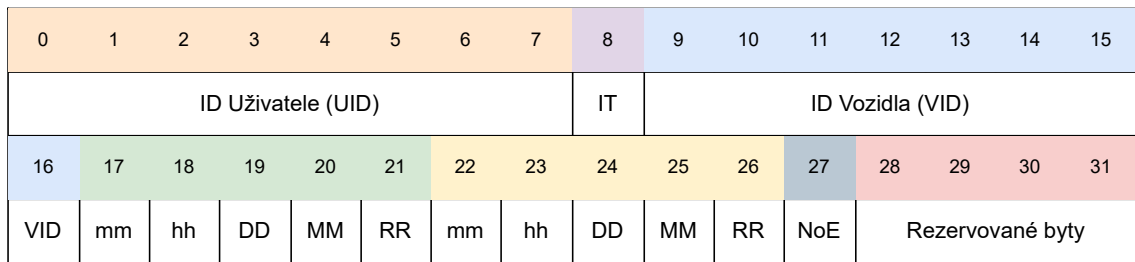 0 1 2 3 4 5 6 7 8 9 10 11 12 13 14 15
ID Uživatele (UID) IT ID Vozidla (VID)
16 17 18 19 20 21 22 23 24 25 26 27 28 29 30 31
VID mm hh DD MM RR mm hh DD MM RR NoE Rezervované byty